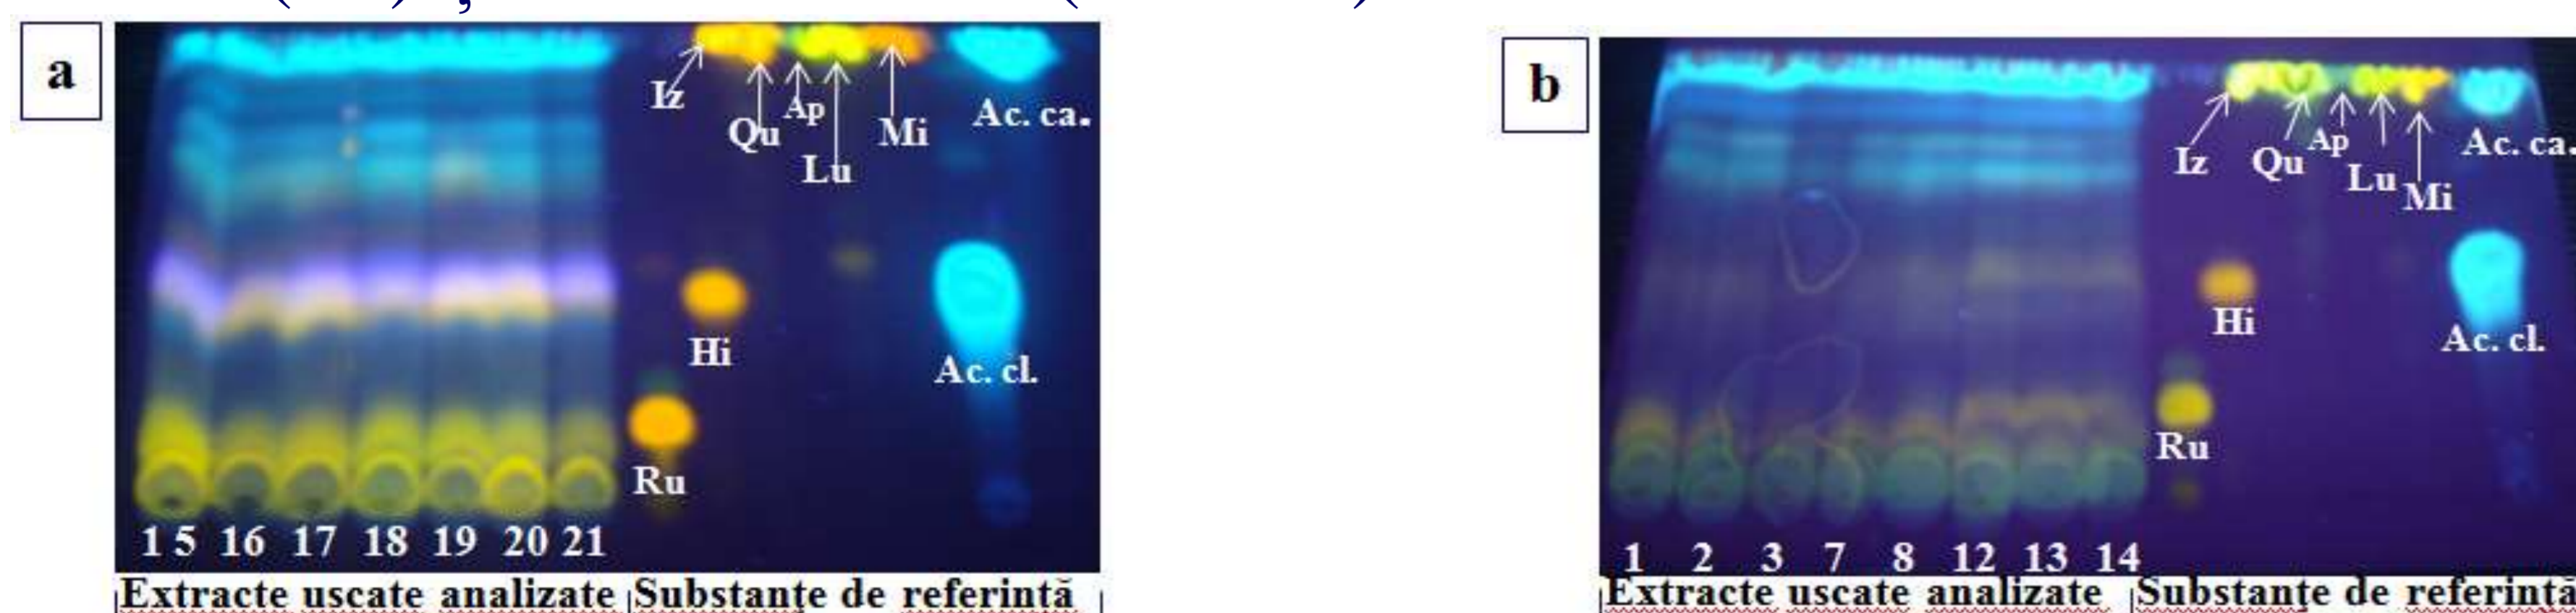 a
Iz
Qu
Ap
Lu
Mi
Ac. ca.
Hi
Ac. cl.
Ru
1 5 16 17 18 19 20 21
Extracte uscate analizate Substanțe de referință
b
Iz
Qu
Ap
Lu
Mi
Ac. ca.
Hi
Ac. cl.
Ru
1 2 3 7 8 12 13 14
Extracte uscate analizate Substanțe de referință